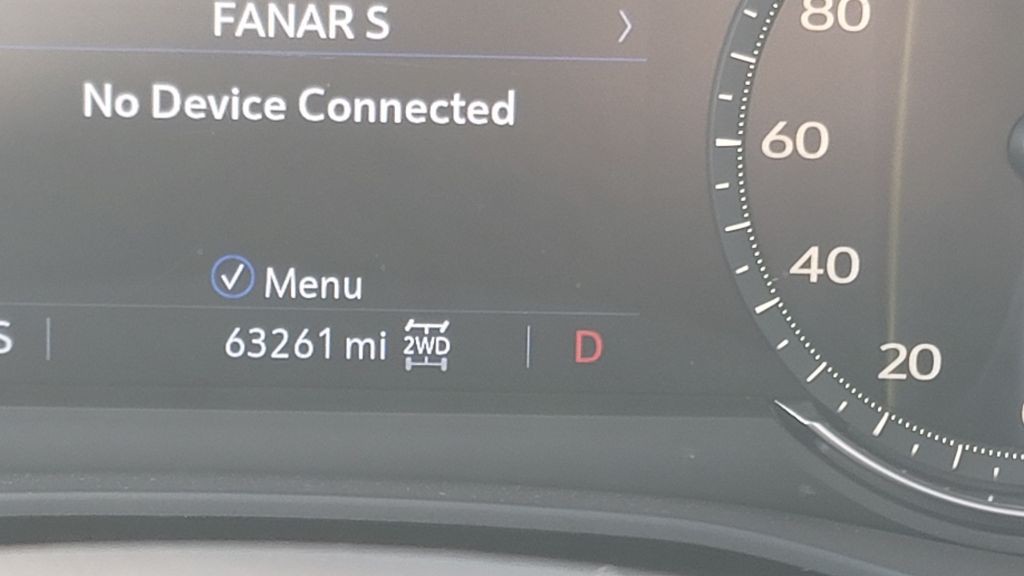 FANAR S
No Device Connected
Menu
S
63261 mi
2WD
D
80
60
40
20